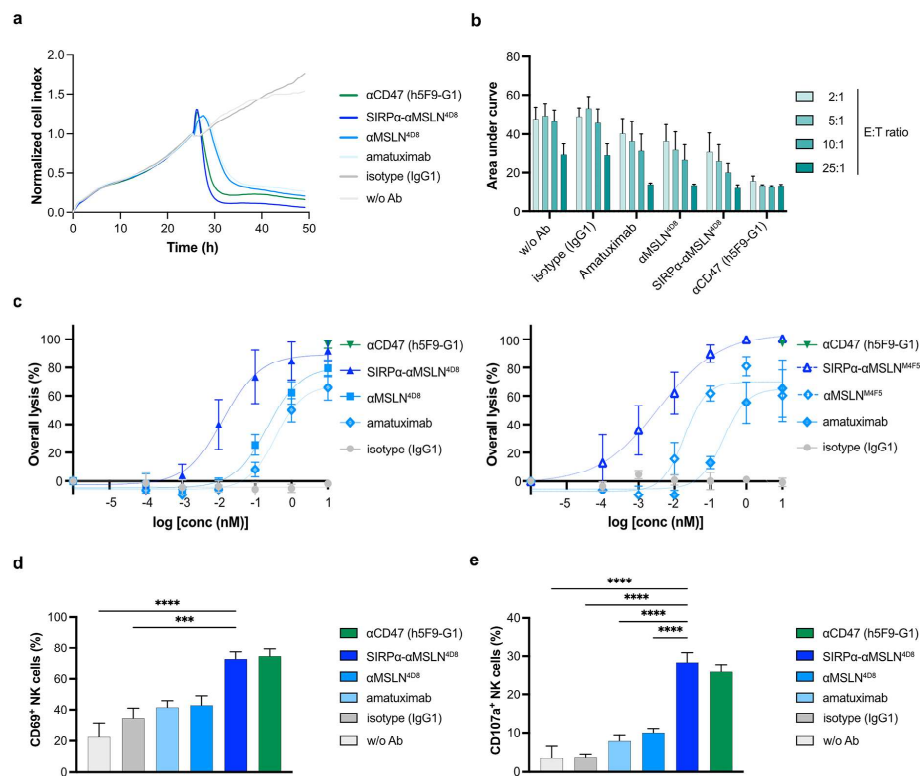 a
Normalized cell index
2.0
1.5
1.0
0.5
0.0
0 10 20 30 40 50
Time (h)
αCD47 (h5F9-G1)
SIRPα-αMSLN⁴ᴰ⁸
αMSLN⁴ᴰ⁸
amatuximab
isotype (IgG1)
w/o Ab
b
Area under curve
80
60
40
20
0
w/o Ab
isotype (IgG1)
Amatuximab
αMSLN⁴ᴰ⁸
SIRPα-αMSLN⁴ᴰ⁸
αCD47 (h5F9-G1)
2:1
5:1
10:1
25:1
E:T ratio
c
Overall lysis (%)
100
80
60
40
20
0
-5 -4 -3 -2 -1 0 1
log [conc (nM)]
αCD47 (h5F9-G1)
SIRPα-αMSLN⁴ᴰ⁸
αMSLN⁴ᴰ⁸
amatuximab
isotype (IgG1)
Overall lysis (%)
100
80
60
40
20
0
-5 -4 -3 -2 -1 0 1
log [conc (nM)]
αCD47 (h5F9-G1)
SIRPα-αMSLNᴹ⁴ᶠ⁵
αMSLNᴹ⁴ᶠ⁵
amatuximab
isotype (IgG1)
d
CD69⁺ NK cells (%)
100
80
60
40
20
0
****
***
αCD47 (h5F9-G1)
SIRPα-αMSLN⁴ᴰ⁸
αMSLN⁴ᴰ⁸
amatuximab
isotype (IgG1)
w/o Ab
e
CD107a⁺ NK cells (%)
40
30
20
10
0
****
****
****
****
αCD47 (h5F9-G1)
SIRPα-αMSLN⁴ᴰ⁸
αMSLN⁴ᴰ⁸
amatuximab
isotype (IgG1)
w/o Ab